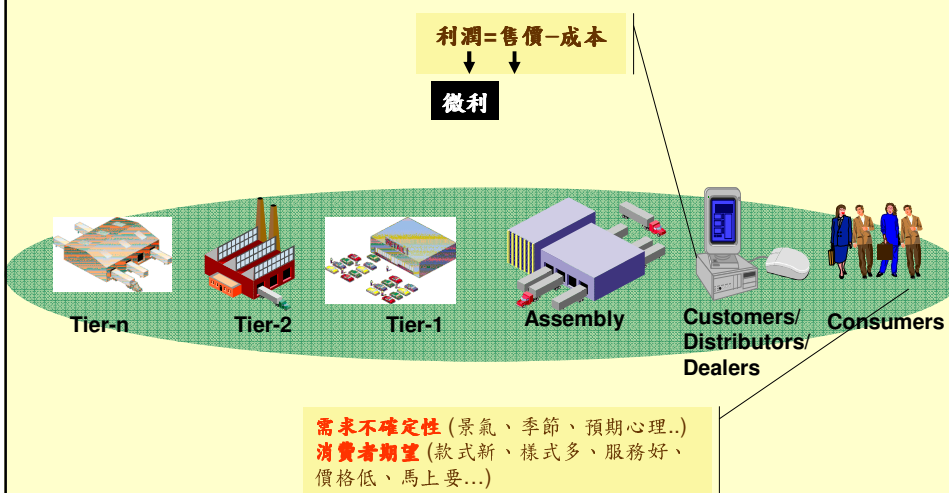 利潤=售價–成本
微利
Tier-n
Tier-2
Tier-1
Assembly
Customers/
Distributors/
Dealers
Consumers
需求不確定性 (景氣、季節、預期心理..)
消費者期望 (款式新、樣式多、服務好、
價格低、馬上要…)